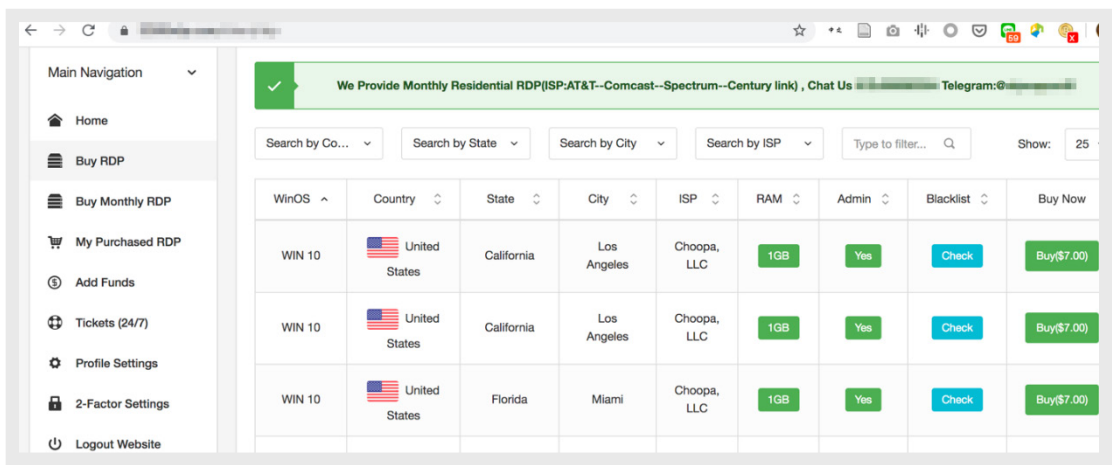 59
X
Main Navigation
We Provide Monthly Residential RDP(ISP:AT&T--Comcast--Spectrum--Century link) , Chat Us Telegram:@
Home
Buy RDP
Buy Monthly RDP
My Purchased RDP
Add Funds
Tickets (24/7)
Profile Settings
2-Factor Settings
Logout Website
Search by Co... Search by State Search by City Search by ISP Type to filter... Show: 25
WinOS Country State City ISP RAM Admin Blacklist Buy Now
WIN 10 United States California Los Angeles Choopa, LLC 1GB Yes Check Buy($7.00)
WIN 10 United States California Los Angeles Choopa, LLC 1GB Yes Check Buy($7.00)
WIN 10 United States Florida Miami Choopa, LLC 1GB Yes Check Buy($7.00)